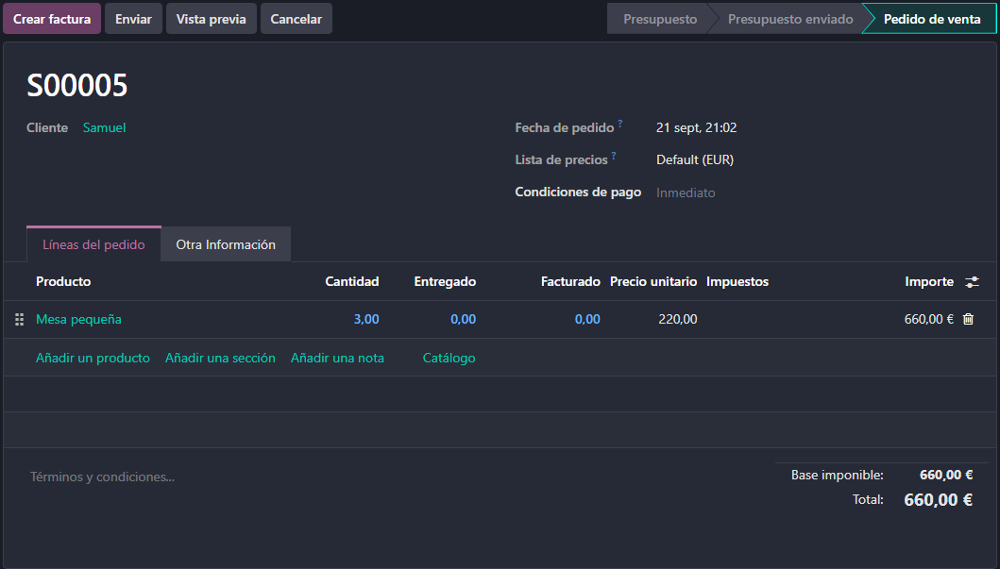 Crear factura Enviar Vista previa Cancelar Presupuesto Presupuesto enviado Pedido de venta
S00005
Cliente Samuel
Fecha de pedido ? 21 sept, 21:02
Lista de precios ? Default (EUR)
Condiciones de pago Inmediato
Líneas del pedido Otra Información
Producto Cantidad Entregado Facturado Precio unitario Impuestos Importe
Mesa pequeña 3,00 0,00 0,00 220,00 660,00 €
Añadir un producto Añadir una sección Añadir una nota Catálogo
Términos y condiciones...
Base imponible: 660,00 €
Total: 660,00 €